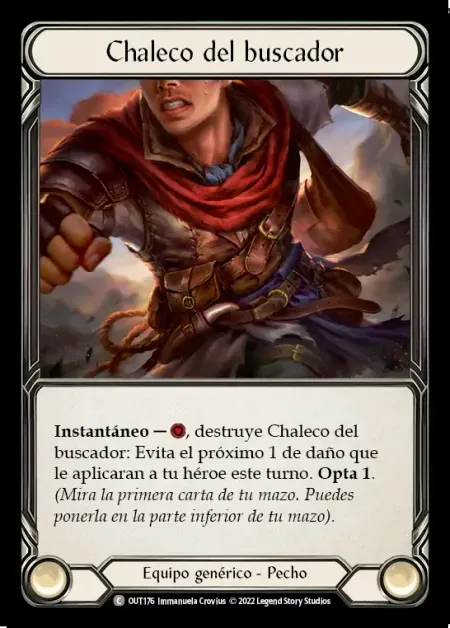 Chaleco del buscador
Instantáneo — , destruye Chaleco del
buscador: Evita el próximo 1 de daño que
le aplicaran a tu héroe este turno. Opta 1.
(Mira la primera carta de tu mazo. Puedes
ponerla en la parte inferior de tu mazo).
Equipo genérico - Pecho
C OUT176 Immanuela Crovius © 2022 Legend Story Studios